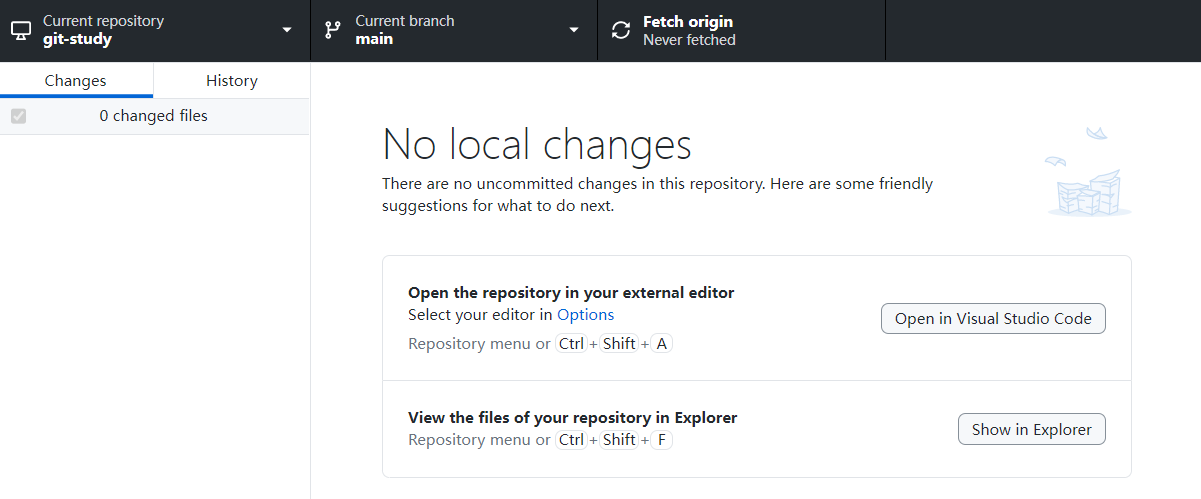 Current repository
git-study
Current branch
main
Fetch origin
Never fetched
Changes
History
0 changed files
No local changes
There are no uncommitted changes in this repository. Here are some friendly
suggestions for what to do next.
Open the repository in your external editor
Select your editor in Options
Repository menu or Ctrl + Shift + A
Open in Visual Studio Code
View the files of your repository in Explorer
Repository menu or Ctrl + Shift + F
Show in Explorer